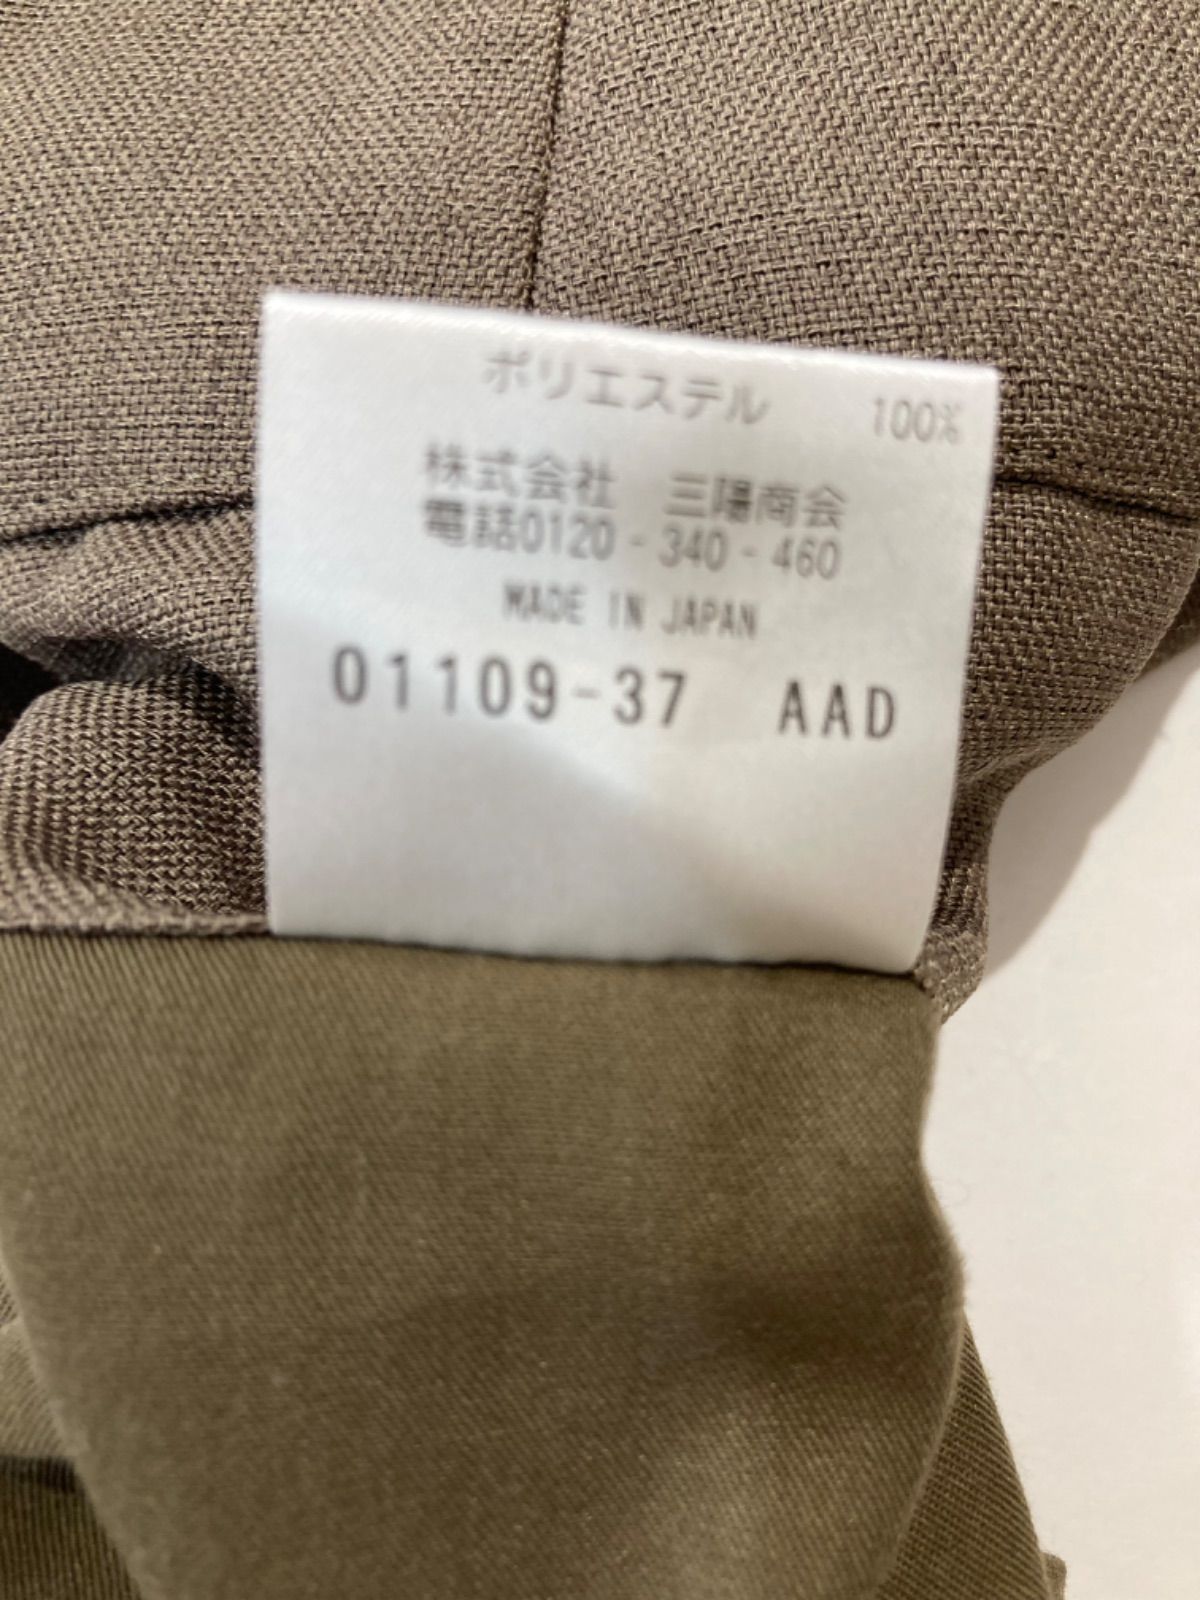 ポリエステル 100%
株式会社 三陽商会
電話0120-340-460
MADE IN JAPAN
01109-37 AAD